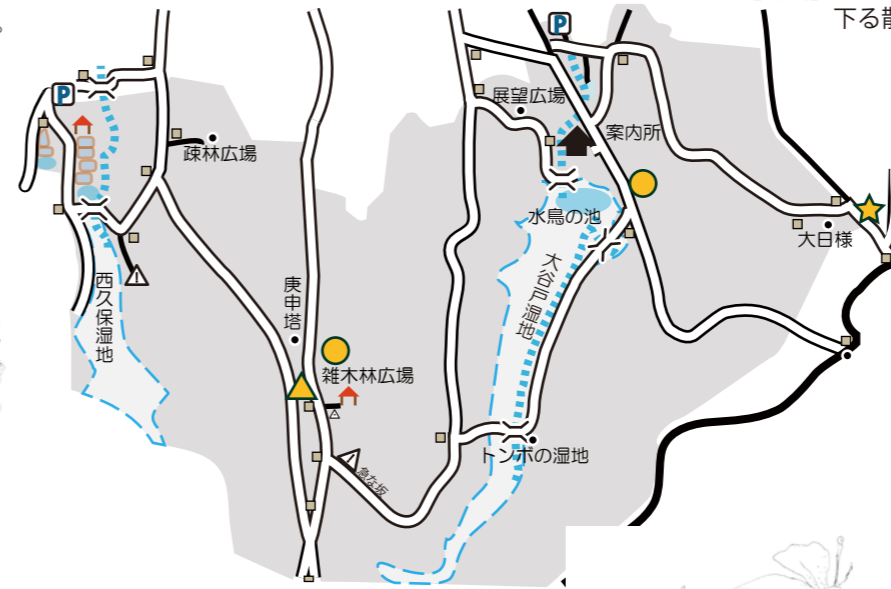 下る散
P
P
展望広場
案内所
疎林広場
水鳥の池
大日様
大谷戸湿地
西久保湿地
庚申塔
雑木林広場
トンボの湿地
急な坂